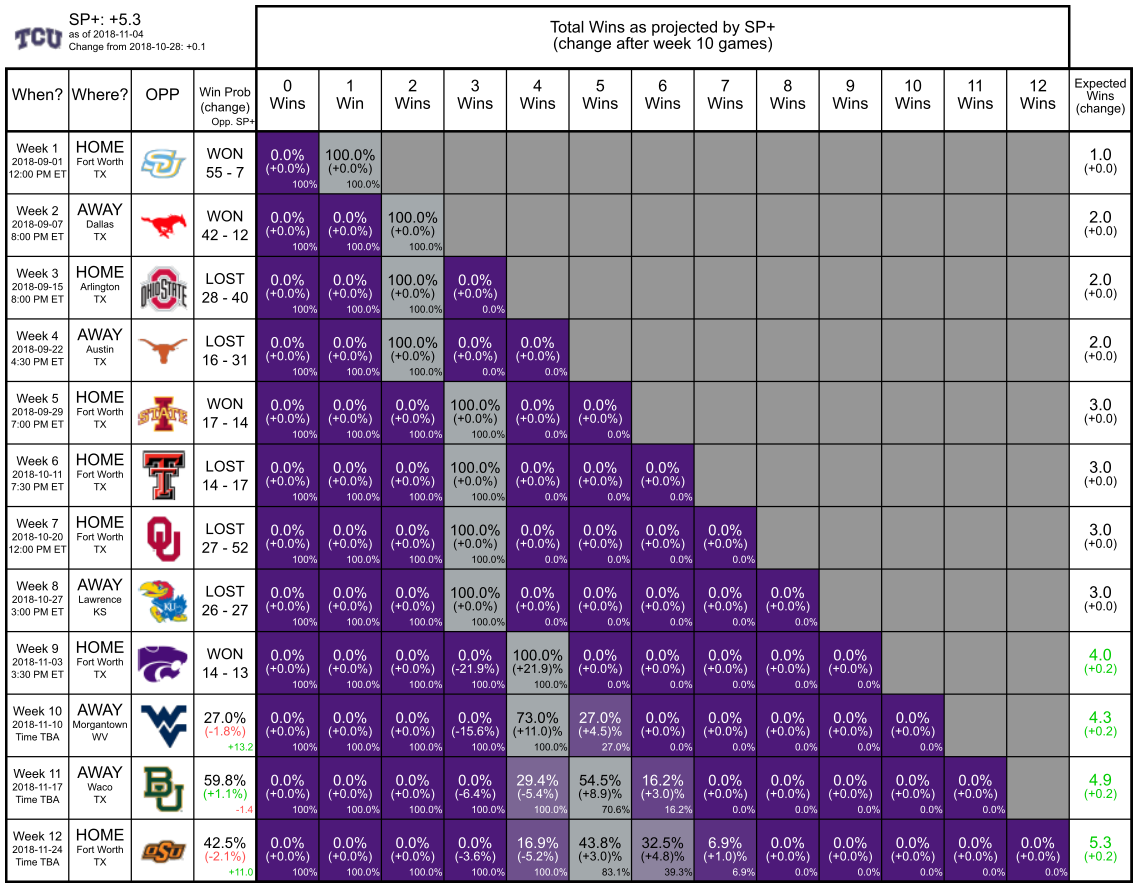 TCU
SP+: +5.3
as of 2018-11-04
Change from 2018-10-28: +0.1
Total Wins as projected by SP+
(change after week 10 games)
When? Where? OPP Win Prob (change) Opp. SP+ 0 Wins 1 Win 2 Wins 3 Wins 4 Wins 5 Wins 6 Wins 7 Wins 8 Wins 9 Wins 10 Wins 11 Wins 12 Wins Expected Wins (change)
Week 1 HOME SU WON 0.0% 100.0% 1.0
2018-09-01 Fort Worth 55 - 7 (+0.0%) (+0.0%) (+0.0)
12:00 PM ET TX 100% 100.0%
Week 2 AWAY WON 0.0% 0.0% 100.0% 2.0
2018-09-07 Dallas 42 - 12 (+0.0%) (+0.0%) (+0.0%) (+0.0)
8:00 PM ET TX 100% 100.0% 100.0%
Week 3 HOME OHIO STATE LOST 0.0% 0.0% 100.0% 0.0% 2.0
2018-09-15 Arlington 28 - 40 (+0.0%) (+0.0%) (+0.0%) (+0.0%) (+0.0)
8:00 PM ET TX 100% 100.0% 100.0% 0.0%
Week 4 AWAY LOST 0.0% 0.0% 100.0% 0.0% 0.0% 2.0
2018-09-22 Austin 16 - 31 (+0.0%) (+0.0%) (+0.0%) (+0.0%) (+0.0%) (+0.0)
4:30 PM ET TX 100% 100.0% 100.0% 0.0% 0.0%
Week 5 HOME I STATE WON 0.0% 0.0% 0.0% 100.0% 0.0% 0.0% 3.0
2018-09-29 Fort Worth 17 - 14 (+0.0%) (+0.0%) (+0.0%) (+0.0%) (+0.0%) (+0.0%) (+0.0)
7:00 PM ET TX 100% 100.0% 100.0% 100.0% 0.0% 0.0%
Week 6 HOME T LOST 0.0% 0.0% 0.0% 100.0% 0.0% 0.0% 0.0% 3.0
2018-10-11 Fort Worth 14 - 17 (+0.0%) (+0.0%) (+0.0%) (+0.0%) (+0.0%) (+0.0%) (+0.0%) (+0.0)
7:30 PM ET TX 100% 100.0% 100.0% 100.0% 0.0% 0.0% 0.0%
Week 7 HOME OU LOST 0.0% 0.0% 0.0% 100.0% 0.0% 0.0% 0.0% 0.0% 3.0
2018-10-20 Fort Worth 27 - 52 (+0.0%) (+0.0%) (+0.0%) (+0.0%) (+0.0%) (+0.0%) (+0.0%) (+0.0%) (+0.0)
12:00 PM ET TX 100% 100.0% 100.0% 100.0% 0.0% 0.0% 0.0% 0.0%
Week 8 AWAY KU LOST 0.0% 0.0% 0.0% 100.0% 0.0% 0.0% 0.0% 0.0% 0.0% 3.0
2018-10-27 Lawrence 26 - 27 (+0.0%) (+0.0%) (+0.0%) (+0.0%) (+0.0%) (+0.0%) (+0.0%) (+0.0%) (+0.0%) (+0.0)
3:00 PM ET KS 100% 100.0% 100.0% 100.0% 0.0% 0.0% 0.0% 0.0% 0.0%
Week 9 HOME WON 0.0% 0.0% 0.0% 0.0% 100.0% 0.0% 0.0% 0.0% 0.0% 0.0% 4.0
2018-11-03 Fort Worth 14 - 13 (+0.0%) (+0.0%) (+0.0%) (-21.9%) (+21.9)% (+0.0%) (+0.0%) (+0.0%) (+0.0%) (+0.0%) (+0.2)
3:30 PM ET TX 100% 100.0% 100.0% 100.0% 100.0% 0.0% 0.0% 0.0% 0.0% 0.0%
Week 10 AWAY WV 27.0% 0.0% 0.0% 0.0% 0.0% 73.0% 27.0% 0.0% 0.0% 0.0% 0.0% 0.0% 4.3
2018-11-10 Morgantown (-1.8%) (+0.0%) (+0.0%) (+0.0%) (-15.6%) (+11.0)% (+4.5)% (+0.0%) (+0.0%) (+0.0%) (+0.0%) (+0.0%) (+0.2)
Time TBA WV +13.2 100% 100.0% 100.0% 100.0% 100.0% 27.0% 0.0% 0.0% 0.0% 0.0% 0.0%
Week 11 AWAY BU 59.8% 0.0% 0.0% 0.0% 0.0% 29.4% 54.5% 16.2% 0.0% 0.0% 0.0% 0.0% 0.0% 4.9
2018-11-17 Waco (+1.1%) (+0.0%) (+0.0%) (+0.0%) (-6.4%) (-5.4)% (+8.9)% (+3.0)% (+0.0%) (+0.0%) (+0.0%) (+0.0%) (+0.0%) (+0.2)
Time TBA TX -1.4 100% 100.0% 100.0% 100.0% 100.0% 70.6% 16.2% 0.0% 0.0% 0.0% 0.0% 0.0%
Week 12 HOME OSU 42.5% 0.0% 0.0% 0.0% 0.0% 16.9% 43.8% 32.5% 6.9% 0.0% 0.0% 0.0% 0.0% 0.0% 5.3
2018-11-24 Fort Worth (-2.1%) (+0.0%) (+0.0%) (+0.0%) (-3.6%) (-5.2)% (+3.0)% (+4.8)% (+1.0)% (+0.0%) (+0.0%) (+0.0%) (+0.0%) (+0.0%) (+0.2)
Time TBA TX +11.0 100% 100.0% 100.0% 100.0% 100.0% 83.1% 39.3% 6.9% 0.0% 0.0% 0.0% 0.0% 0.0%